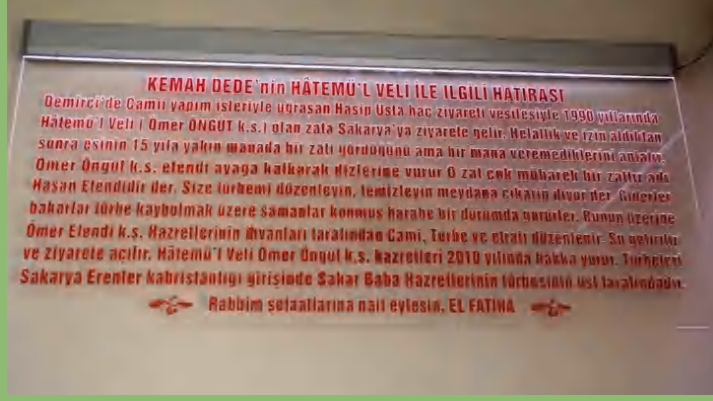 KEMAH DEDE'nin HÂTEMÜ'L VELİ İLE İLGİLİ HATIRASI
Demirci'de Camii yapım işleriyle uğraşan Hasip Usta hac ziyareti vesilesiyle 1990 yıllarında
Hâtemü'l Veli ( Ömer ÖNGÜT k.s.) olan zata Sakarya'ya ziyarete gelir. Helallik ve izin aldıktan
sonra eşinin 15 yıla yakın manada bir zatı gördüğünü ama bir mana veremediklerini anlatır.
Ömer Öngüt k.s. efendi ayağa kalkarak dizlerine vurur O zat çok mübarek bir zattır adı
Hasan Efendidir der. Size türbemi düzenleyin, temizleyin meydana çıkatın diyor der. Giderler
bakarlar türbe kaybolmak üzere samanlar konmuş harabe bir durumda görürler. Bunun üzerine
Ömer Efendi k.s. Hazretlerinin ihvanları tarafından Cami, Türbe ve etrafı düzenlenir. Su getirilir
ve ziyarete açılır. Hâtemü'l Veli Ömer Öngüt k.s. hazretleri 2010 yılında hakka yürür. Türbeleri
Sakarya Erenler kabristanlığı girişinde Sakar Baba Hazretlerinin türbesinin üst tarafındadır.
Rabbim şefaatlarına nail eylesin. EL FATİHA